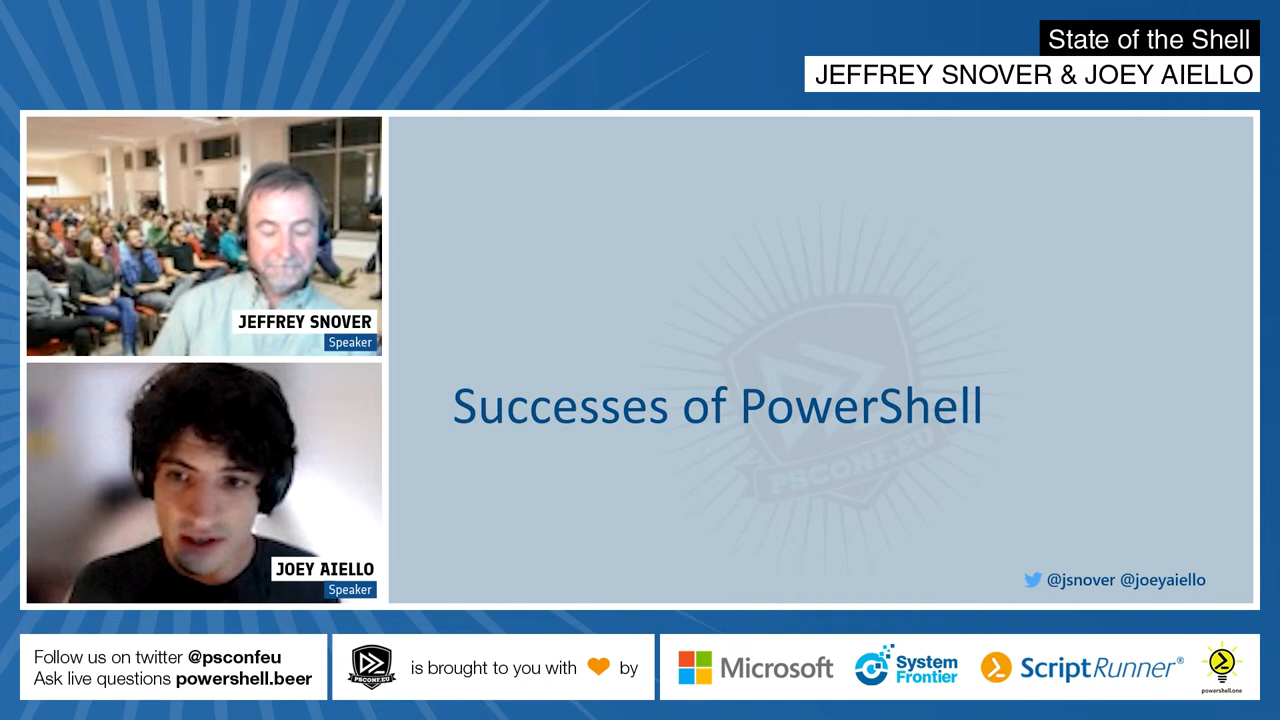 State of the Shell
JEFFREY SNOVER & JOEY AIELLO
JEFFREY SNOVER
Speaker
JOEY AIELLO
Speaker
Successes of PowerShell
PSCONF.EU
@jsnover @joeyaiello
Follow us on twitter @psconfeu
Ask live questions powershell.beer
PSCONF.EU
is brought to you with by
Microsoft
System
Frontier
ScriptRunner®
powershell.one